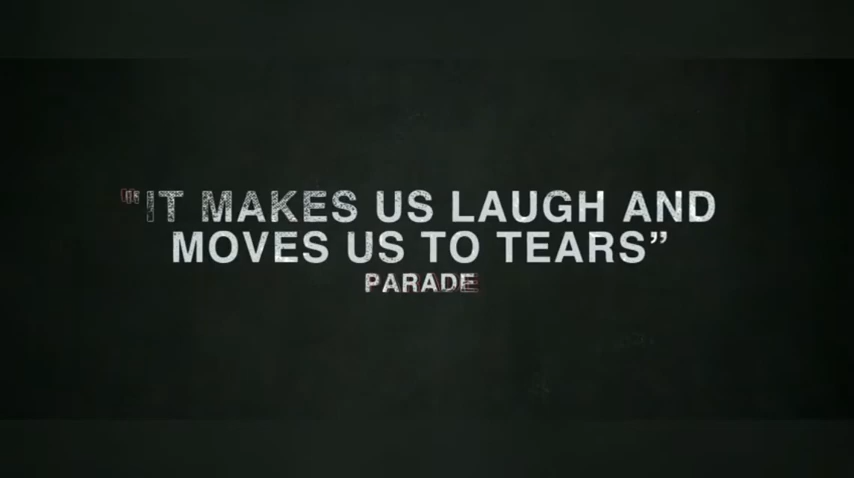 "IT MAKES US LAUGH AND
MOVES US TO TEARS”
PARADE